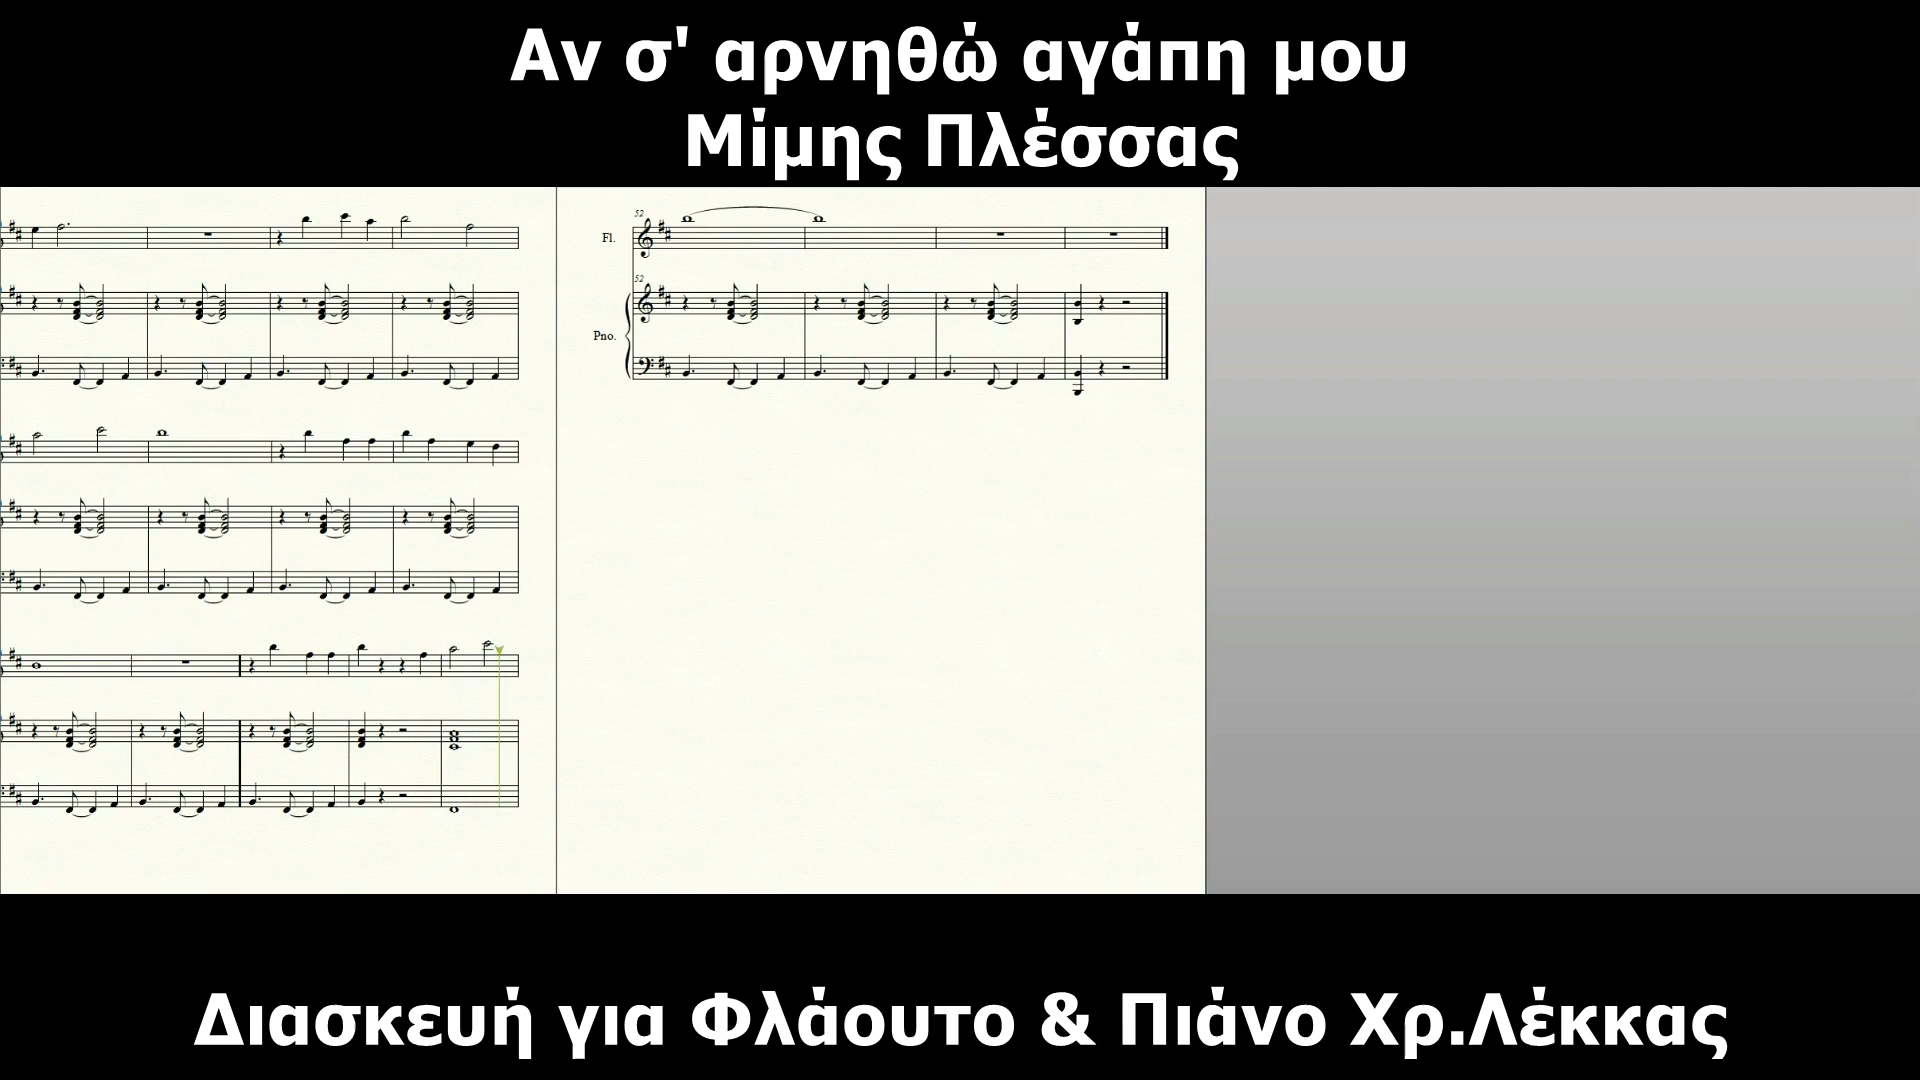 Αν σ' αρνηθώ αγάπη μου
Μίμης Πλέσσας
52
Fl.
52
Pno.
Διασκευή για Φλάουτο & Πιάνο Χρ.Λέκκας